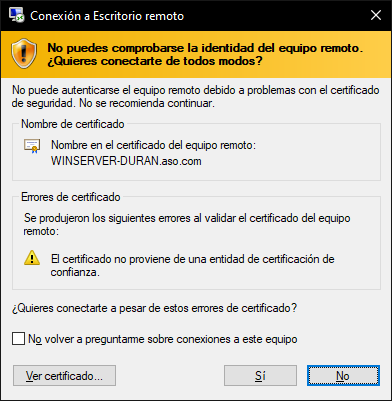 Conexión a Escritorio remoto
No puedes comprobarse la identidad del equipo remoto.
¿Quieres conectarte de todos modos?
No puede autenticarse el equipo remoto debido a problemas con el certificado
de seguridad. No se recomienda continuar.
Nombre de certificado
Nombre en el certificado del equipo remoto:
WINSERVER-DURAN.aso.com
Errores de certificado
Se produjeron los siguientes errores al validar el certificado del equipo
remoto:
El certificado no proviene de una entidad de certificación de
confianza.
¿Quieres conectarte a pesar de estos errores de certificado?
No volver a preguntarme sobre conexiones a este equipo
Ver certificado...
Sí
No